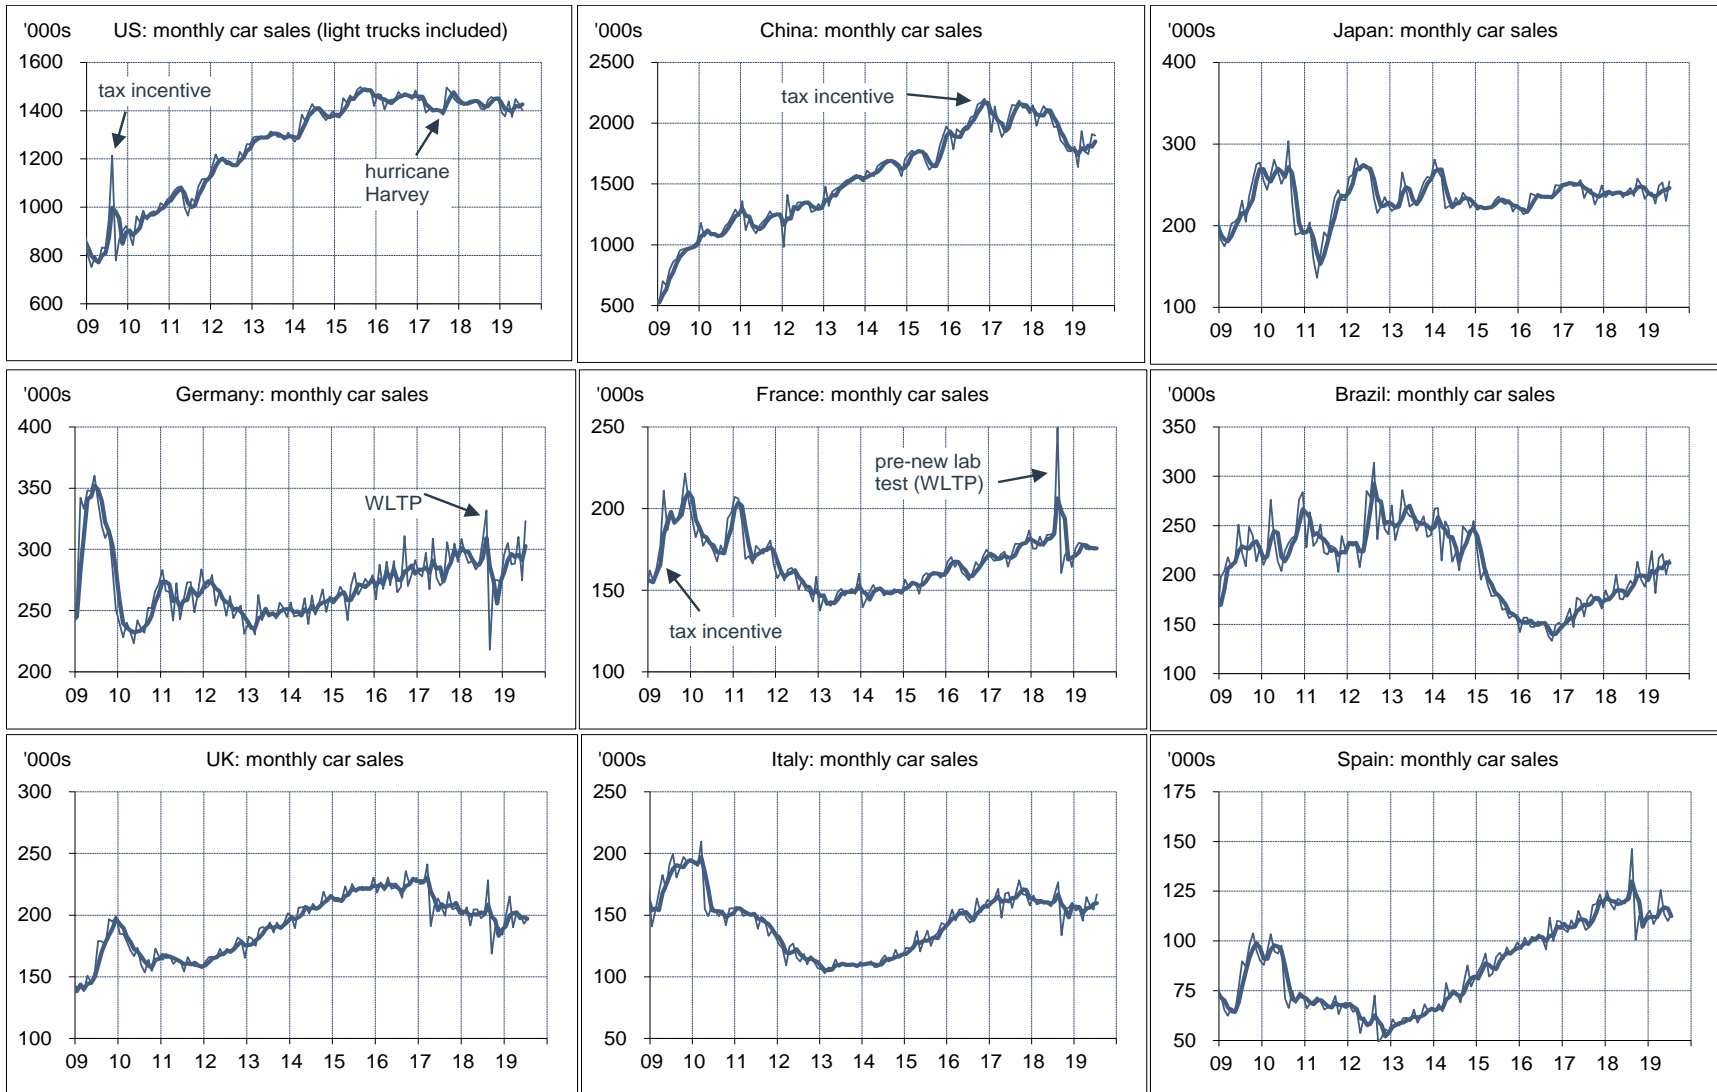 '000s
US: monthly car sales (light trucks included)
1600
1400
1200
1000
800
600
tax incentive
hurricane
Harvey
09 10 11 12 13 14 15 16 17 18 19
'000s
China: monthly car sales
2500
2000
1500
1000
500
tax incentive
09 10 11 12 13 14 15 16 17 18 19
'000s
Japan: monthly car sales
400
300
200
100
09 10 11 12 13 14 15 16 17 18 19
'000s
Germany: monthly car sales
400
350
300
250
200
WLTP
09 10 11 12 13 14 15 16 17 18 19
'000s
France: monthly car sales
250
200
150
100
pre-new lab
test (WLTP)
tax incentive
09 10 11 12 13 14 15 16 17 18 19
'000s
Brazil: monthly car sales
350
300
250
200
150
100
09 10 11 12 13 14 15 16 17 18 19
'000s
UK: monthly car sales
300
250
200
150
100
09 10 11 12 13 14 15 16 17 18 19
'000s
Italy: monthly car sales
250
200
150
100
50
09 10 11 12 13 14 15 16 17 18 19
'000s
Spain: monthly car sales
175
150
125
100
75
50
09 10 11 12 13 14 15 16 17 18 19